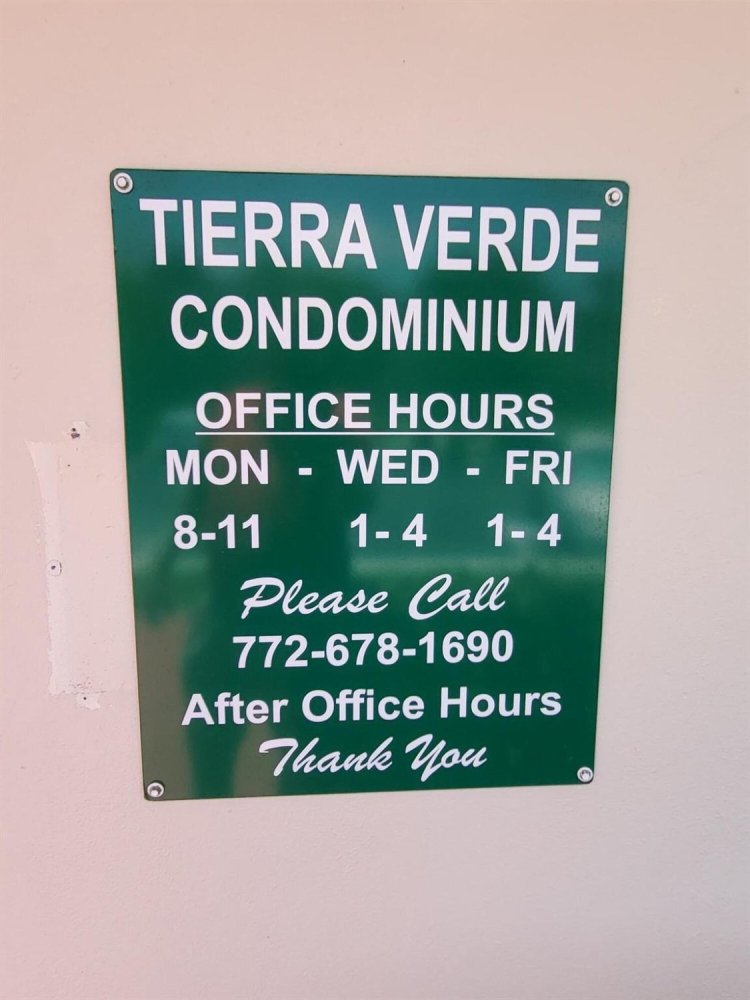 TIERRA VERDE
CONDOMINIUM
OFFICE HOURS
MON - WED - FRI
8-11 1- 4 1- 4
Please Call
772-678-1690
After Office Hours
Thank You